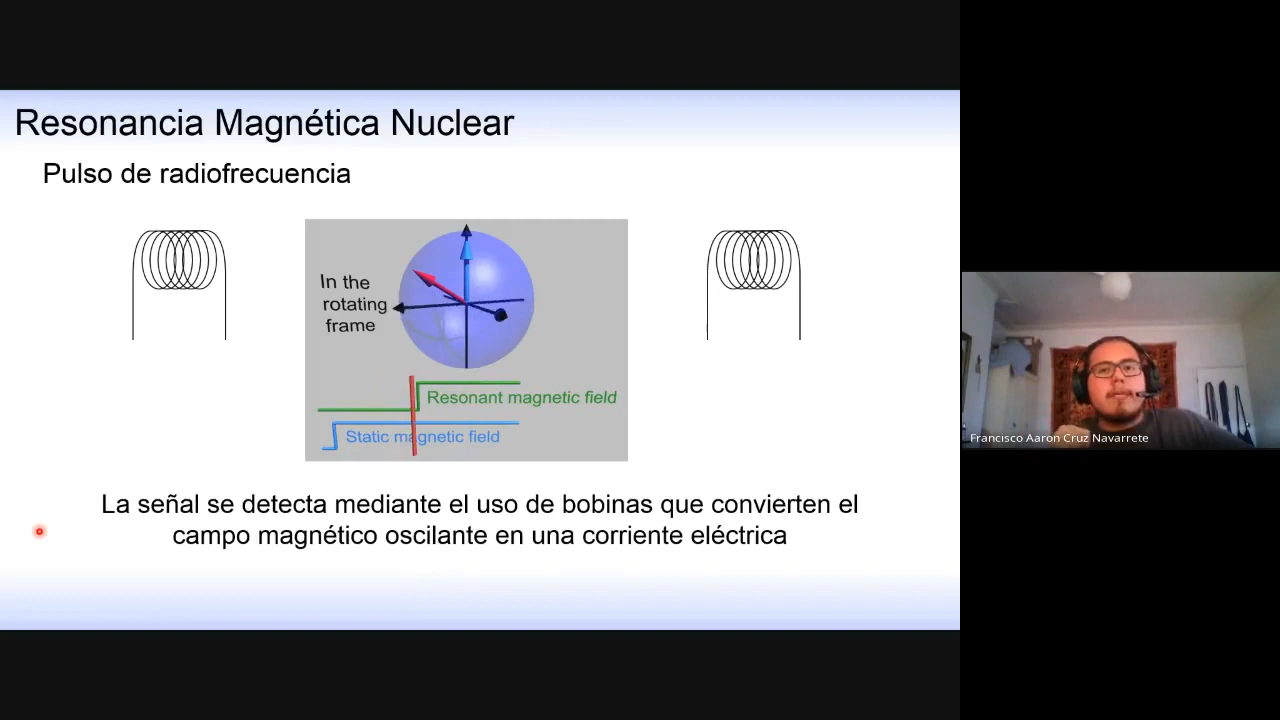 Resonancia Magnética Nuclear
Pulso de radiofrecuencia
In the
rotating
frame
Resonant magnetic field
Static magnetic field
La señal se detecta mediante el uso de bobinas que convierten el
campo magnético oscilante en una corriente eléctrica
Francisco Aaron Cruz Navarrete